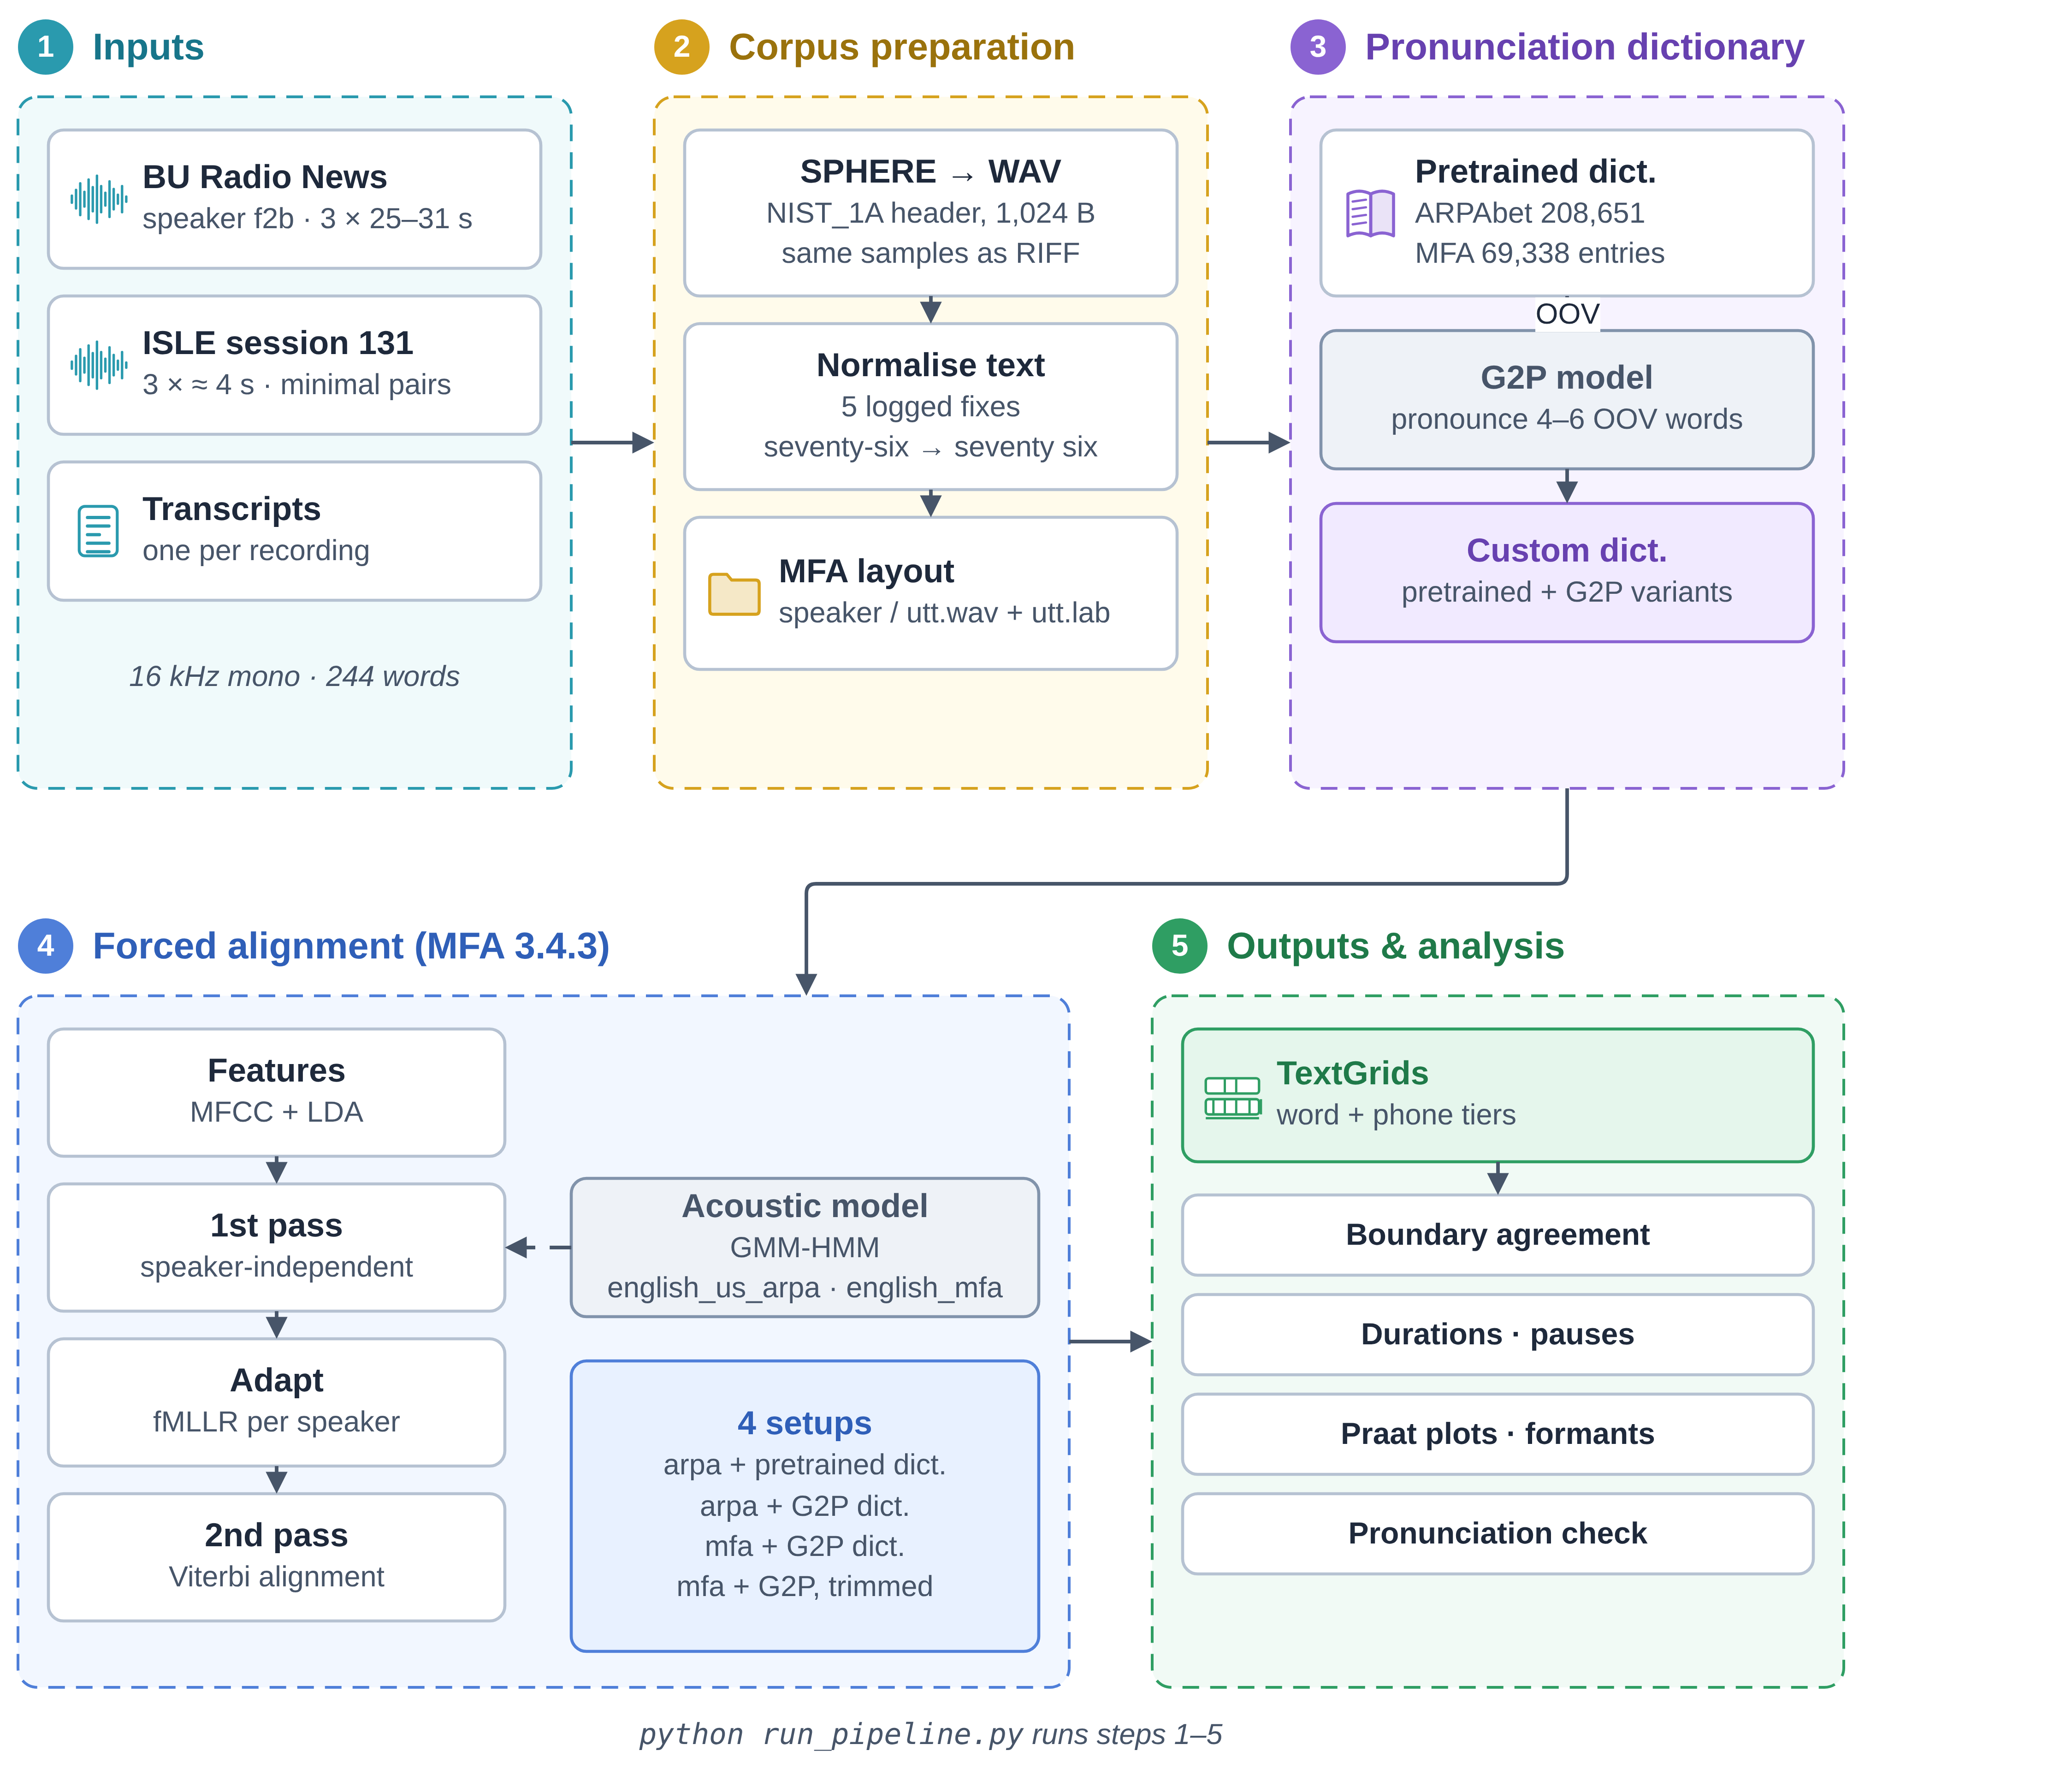 1 Inputs
BU Radio News
speaker f2b · 3 × 25–31 s
ISLE session 131
3 × ≈ 4 s · minimal pairs
Transcripts
one per recording
16 kHz mono · 244 words
2 Corpus preparation
SPHERE → WAV
NIST_1A header, 1,024 B
same samples as RIFF
Normalise text
5 logged fixes
seventy-six → seventy six
MFA layout
speaker / utt.wav + utt.lab
3 Pronunciation dictionary
Pretrained dict.
ARPAbet 208,651
MFA 69,338 entries
OOV
G2P model
pronounce 4–6 OOV words
Custom dict.
pretrained + G2P variants
4 Forced alignment (MFA 3.4.3)
Features
MFCC + LDA
1st pass
speaker-independent
Adapt
fMLLR per speaker
2nd pass
Viterbi alignment
Acoustic model
GMM-HMM
english_us_arpa · english_mfa
4 setups
arpa + pretrained dict.
arpa + G2P dict.
mfa + G2P dict.
mfa + G2P, trimmed
5 Outputs & analysis
TextGrids
word + phone tiers
Boundary agreement
Durations · pauses
Praat plots · formants
Pronunciation check
python run_pipeline.py runs steps 1–5